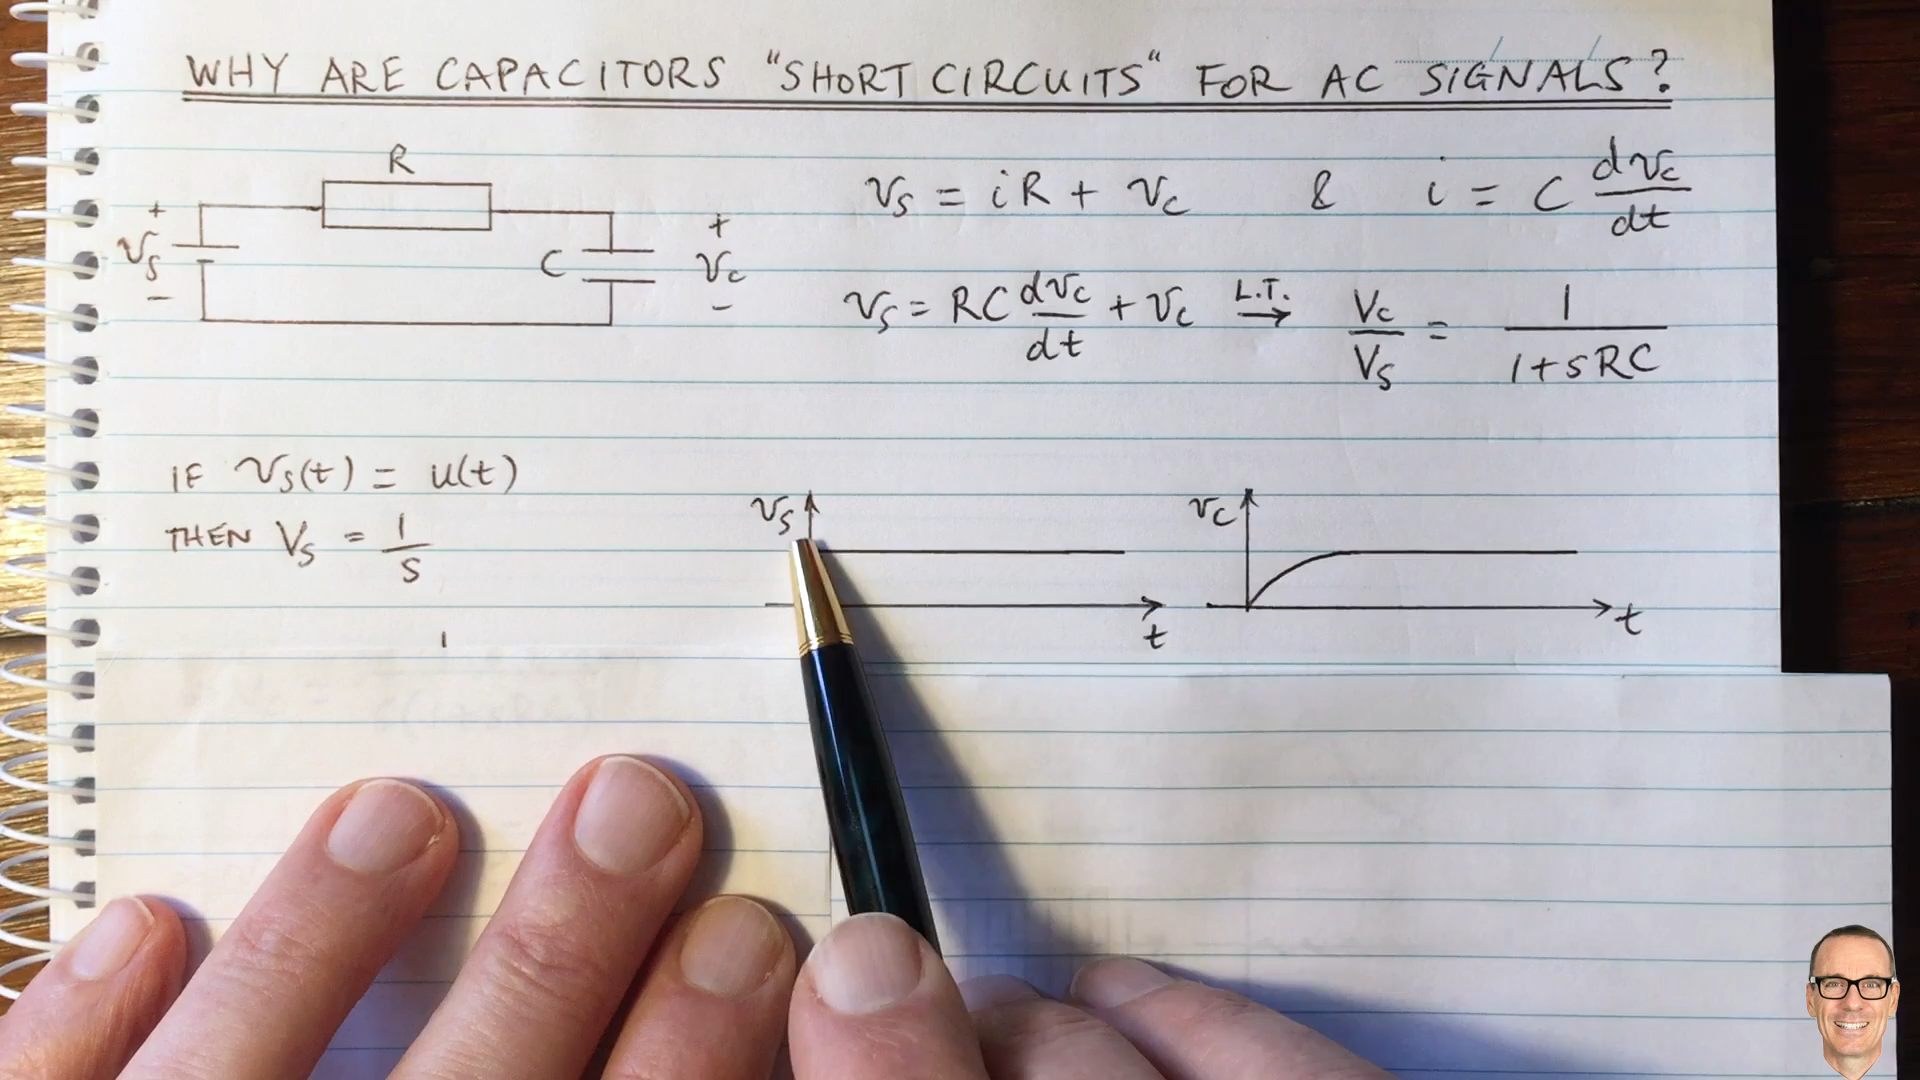 WHY ARE CAPACITORS "SHORT CIRCUITS" FOR AC SIGNALS?
R
+
vs
−
C
+
vc
−
vs = iR + vc & i = C dvc/dt
vs = RC dvc/dt + vc L.T. → Vc/Vs = 1/(1+sRC)
IF vs(t) = u(t)
THEN Vs = 1/s
vs
t
vc
t